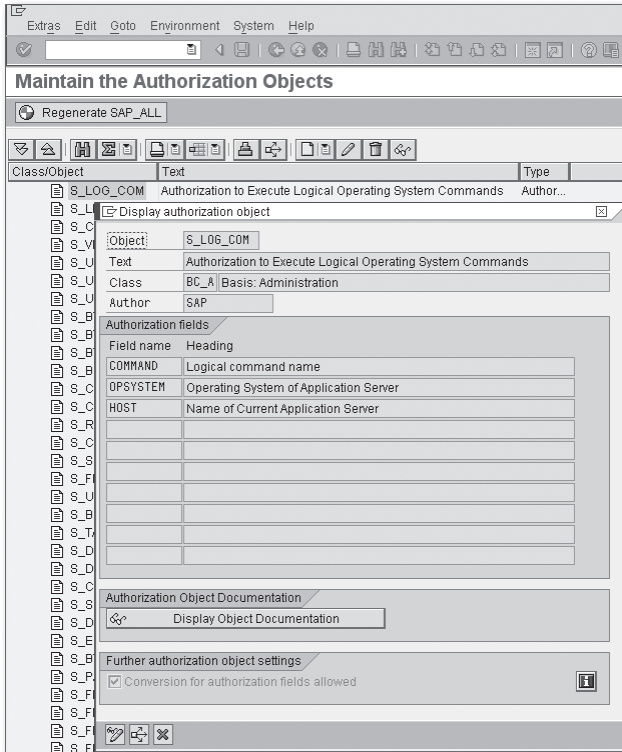 Extras Edit Goto Environment System Help
Maintain the Authorization Objects
Regenerate SAP_ALL
Class/Object Text Type
S_LOG_COM Authorization to Execute Logical Operating System Commands Author...
Display authorization object
Object S_LOG_COM
Text Authorization to Execute Logical Operating System Commands
Class BC_A Basis: Administration
Author SAP
Authorization fields
Field name Heading
COMMAND Logical command name
OPSYSTEM Operating System of Application Server
HOST Name of Current Application Server
Authorization Object Documentation
Display Object Documentation
Further authorization object settings
Conversion for authorization fields allowed